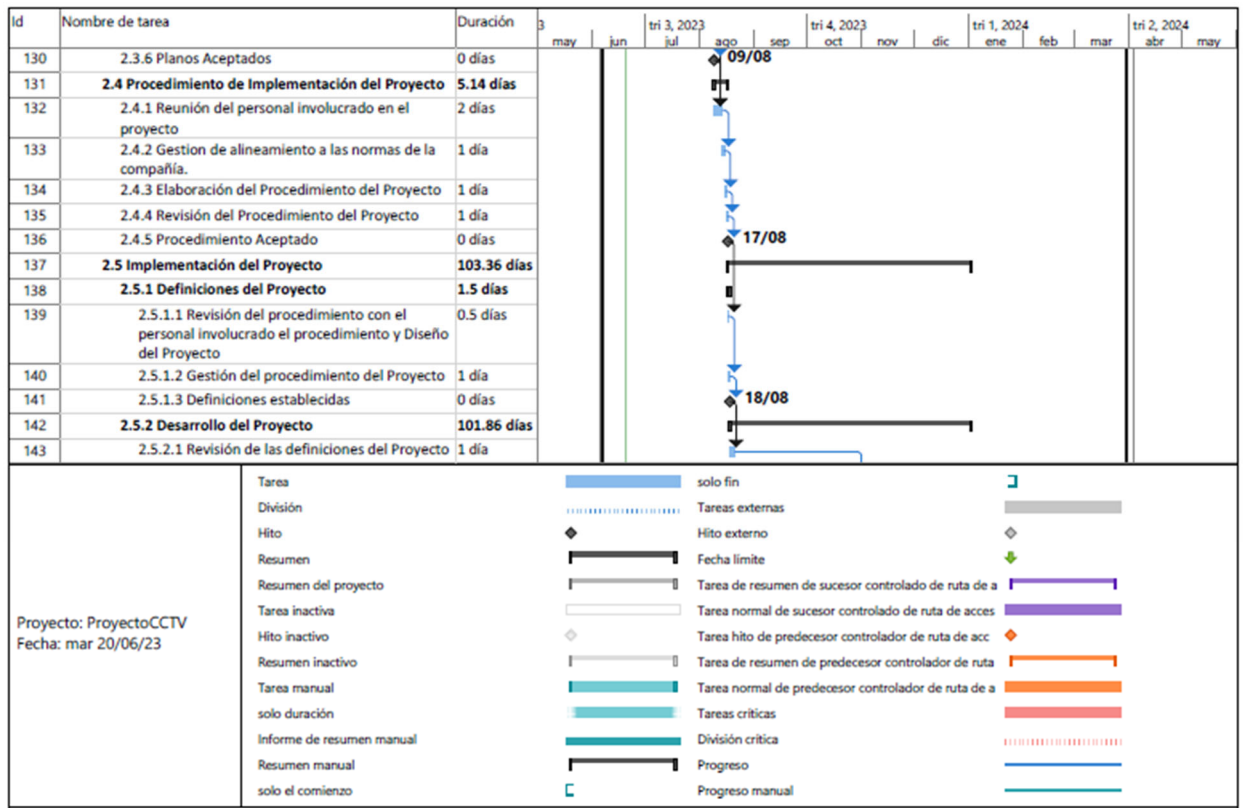 Id Nombre de tarea Duración 3 tri 3, 2023 tri 4, 2023 tri 1, 2024 tri 2, 2024
may jun jul ago sep oct nov dic ene feb mar abr may
130 2.3.6 Planos Aceptados 0 días 09/08
131 2.4 Procedimiento de Implementación del Proyecto 5.14 días
132 2.4.1 Reunión del personal involucrado en el 2 días
proyecto
133 2.4.2 Gestion de alineamiento a las normas de la 1 día
compañía.
134 2.4.3 Elaboración del Procedimiento del Proyecto 1 día
135 2.4.4 Revisión del Procedimiento del Proyecto 1 día
136 2.4.5 Procedimiento Aceptado 0 días 17/08
137 2.5 Implementación del Proyecto 103.36 días
138 2.5.1 Definiciones del Proyecto 1.5 días
139 2.5.1.1 Revisión del procedimiento con el 0.5 días
personal involucrado el procedimiento y Diseño
del Proyecto
140 2.5.1.2 Gestión del procedimiento del Proyecto 1 día
141 2.5.1.3 Definiciones establecidas 0 días 18/08
142 2.5.2 Desarrollo del Proyecto 101.86 días
143 2.5.2.1 Revisión de las definiciones del Proyecto 1 día
Proyecto: ProyectoCCTV
Fecha: mar 20/06/23
Tarea
División
Hito
Resumen
Resumen del proyecto
Tarea inactiva
Hito inactivo
Resumen inactivo
Tarea manual
solo duración
Informe de resumen manual
Resumen manual
solo el comienzo
solo fin
Tareas externas
Hito externo
Fecha límite
Tarea de resumen de sucesor controlado de ruta de a
Tarea normal de sucesor controlado de ruta de acces
Tarea hito de predecesor controlador de ruta de acc
Tarea de resumen de predecesor controlador de ruta
Tarea normal de predecesor controlador de ruta de a
Tareas críticas
División crítica
Progreso
Progreso manual